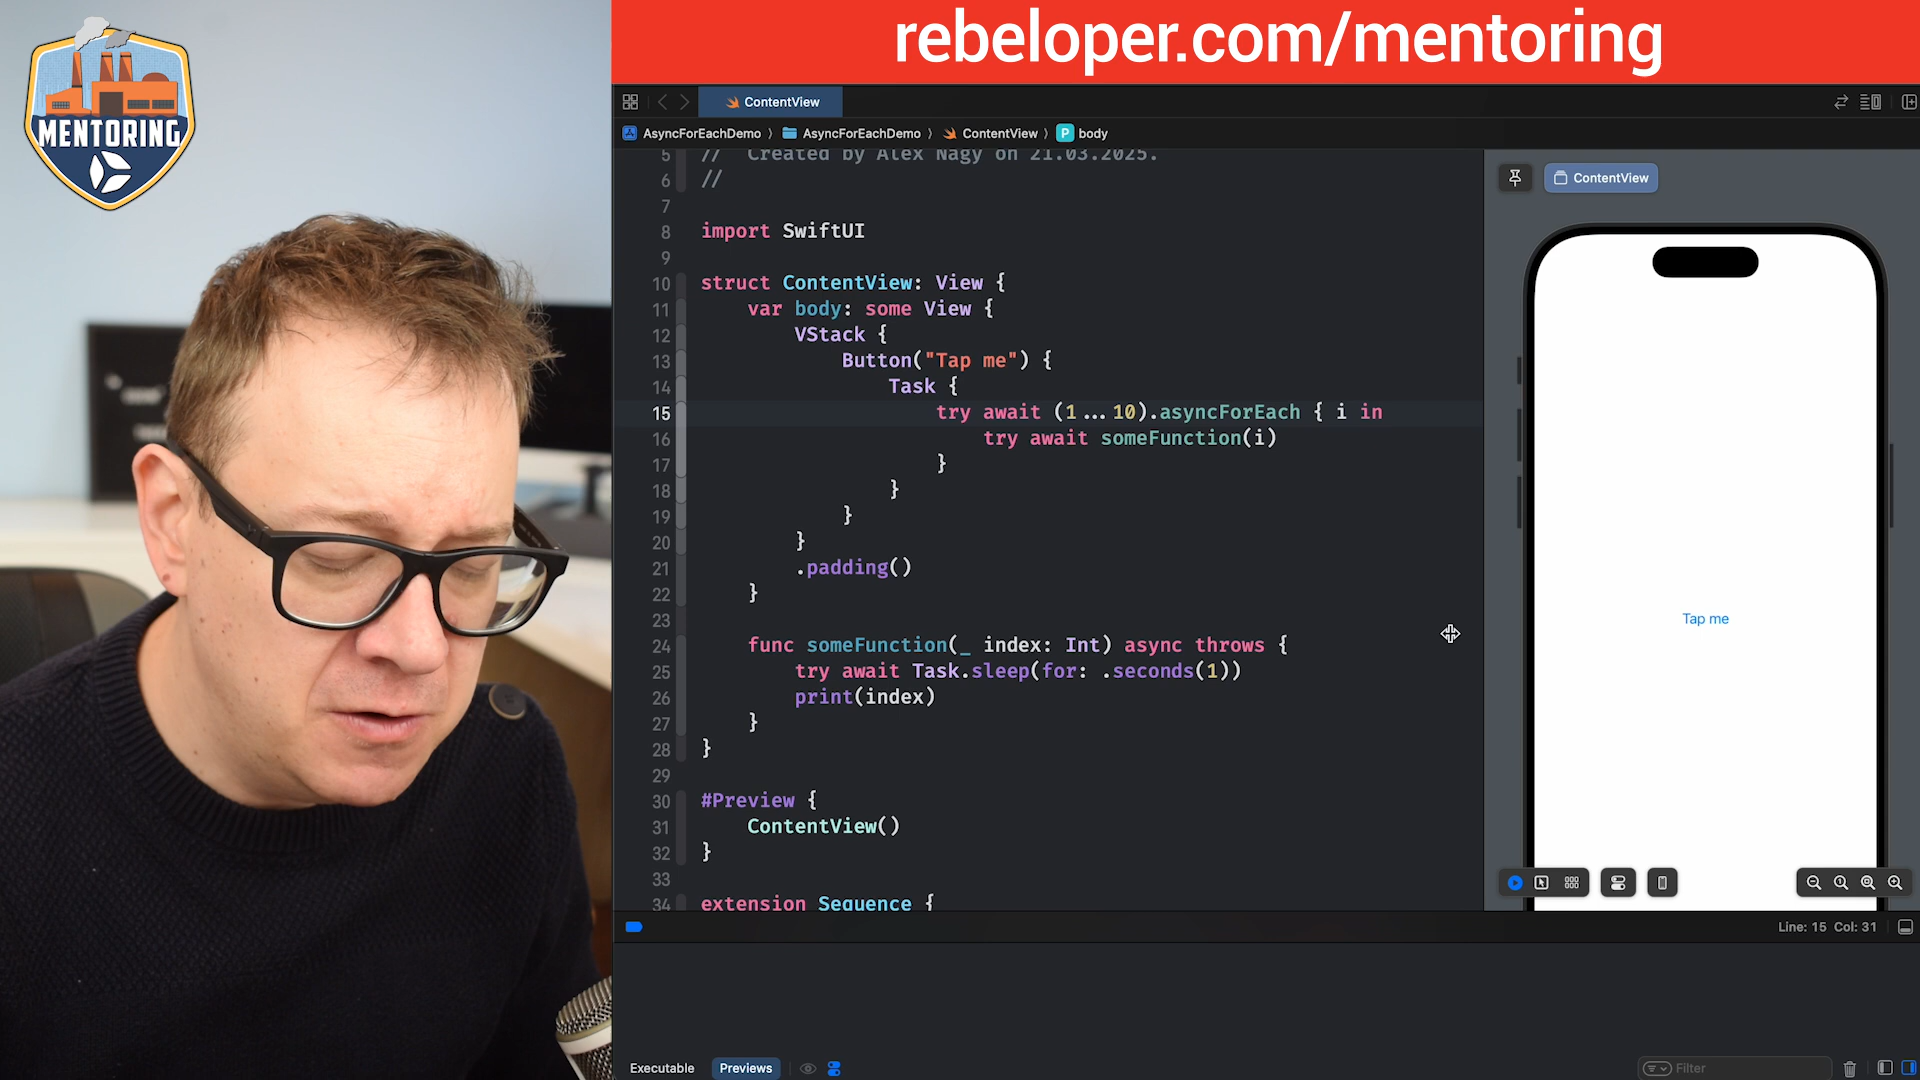 MENTORING
rebeloper.com/mentoring
ContentView
AsyncForEachDemo 〉 AsyncForEachDemo 〉 ContentView 〉 P body
5 //  Created by Alex Nagy on 21.03.2025.
6 //
7
8 import SwiftUI
9
10 struct ContentView: View {
11     var body: some View {
12         VStack {
13             Button("Tap me") {
14                 Task {
15                     try await (1...10).asyncForEach { i in
16                         try await someFunction(i)
17                     }
18                 }
19             }
20         }
21         .padding()
22     }
23
24     func someFunction(_ index: Int) async throws {
25         try await Task.sleep(for: .seconds(1))
26         print(index)
27     }
28 }
29
30 #Preview {
31     ContentView()
32 }
33
34 extension Sequence {
ContentView
Tap me
Line: 15 Col: 31
Executable Previews
Filter